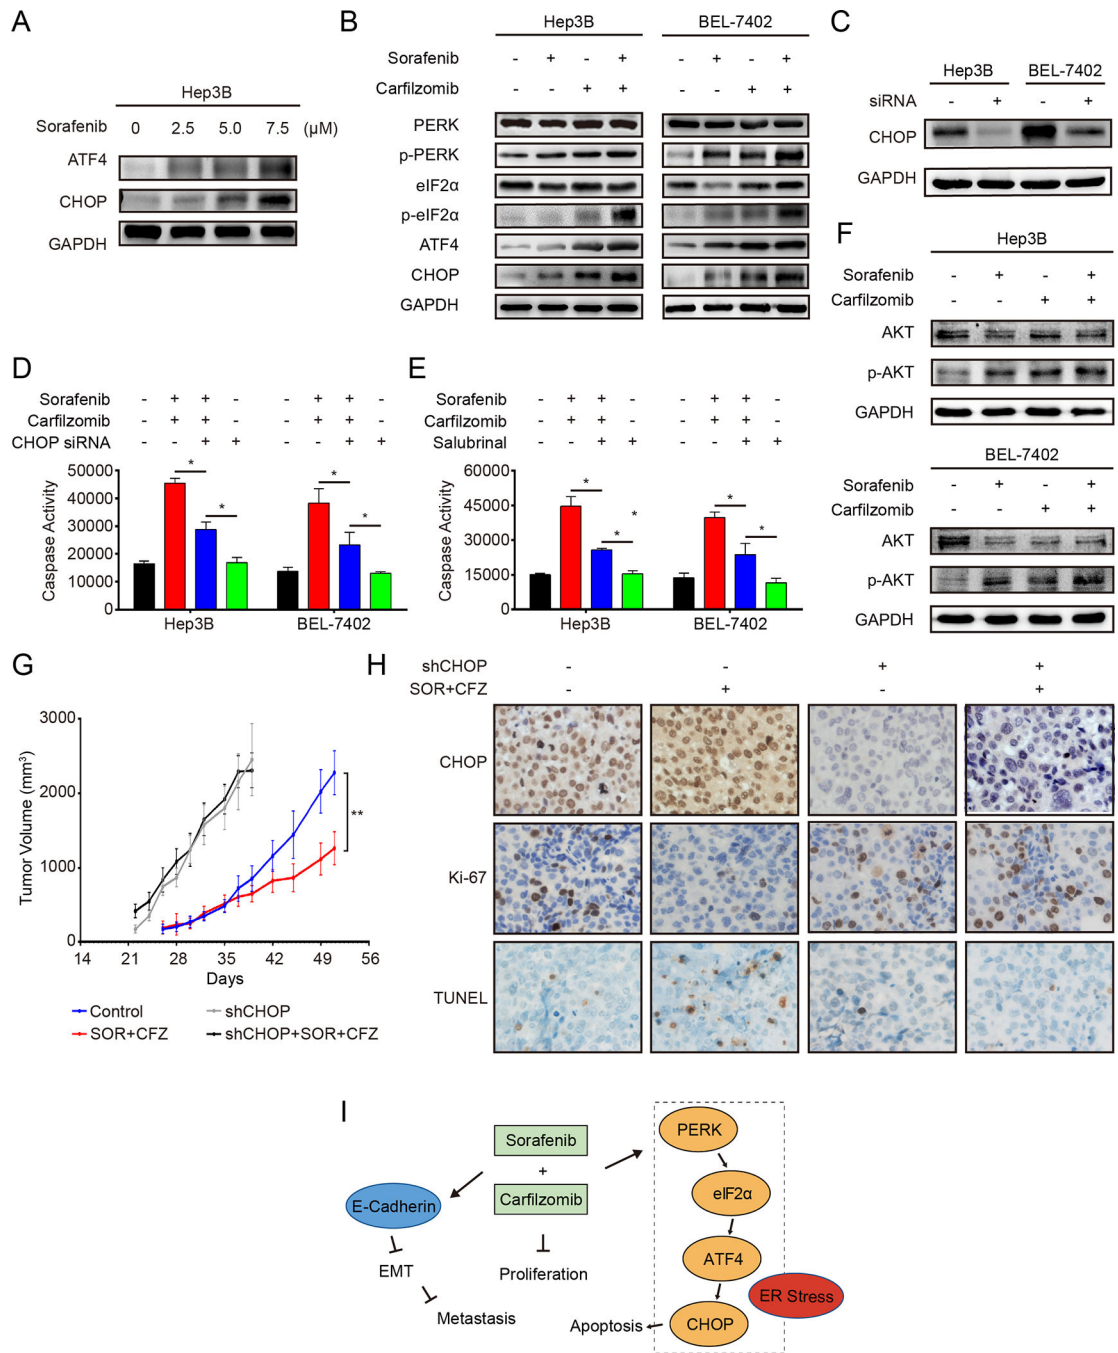 A
Hep3B
Sorafenib 0 2.5 5.0 7.5 (μM)
ATF4
CHOP
GAPDH
B
Hep3B BEL-7402
Sorafenib - + - + - + - +
Carfilzomib - - + + - - + +
PERK
p-PERK
eIF2α
p-eIF2α
ATF4
CHOP
GAPDH
C
Hep3B BEL-7402
siRNA - + - +
CHOP
GAPDH
D
Sorafenib - + + - - + + -
Carfilzomib - + + - - + + -
CHOP siRNA - - + + - - + +
Caspase Activity
50000
40000
30000
20000
10000
0
* * * *
Hep3B BEL-7402
E
Sorafenib - + + - - + + -
Carfilzomib - + + - - + + -
Salubrinal - - + + - - + +
Caspase Activity
60000
45000
30000
15000
0
* * * * *
Hep3B BEL-7402
F
Hep3B
Sorafenib - + - +
Carfilzomib - - + +
AKT
p-AKT
GAPDH
BEL-7402
Sorafenib - + - +
Carfilzomib - - + +
AKT
p-AKT
GAPDH
G
Tumor Volume (mm³)
3000
2000
1000
0
**
14 21 28 35 42 49 56
Days
Control shCHOP
SOR+CFZ shCHOP+SOR+CFZ
H
shCHOP - - + +
SOR+CFZ - + - +
CHOP
Ki-67
TUNEL
I
Sorafenib
+
Carfilzomib
E-Cadherin
EMT
Metastasis
Proliferation
PERK
eIF2α
ATF4
ER Stress
CHOP
Apoptosis